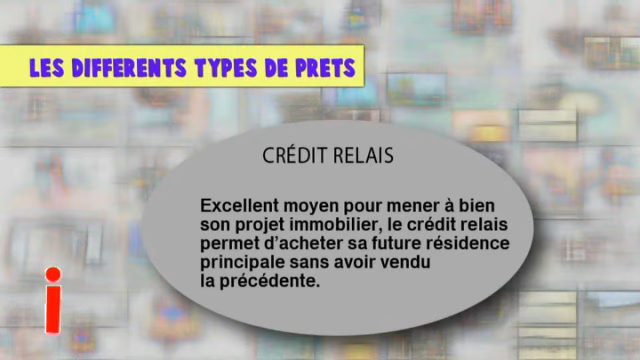 LES DIFFERENTS TYPES DE PRETS
CRÉDIT RELAIS
Excellent moyen pour mener à bien
son projet immobilier, le crédit relais
permet d'acheter sa future résidence
principale sans avoir vendu
la précédente.
i